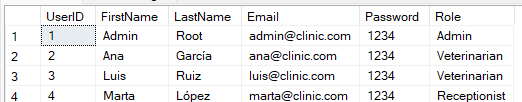 UserID FirstName LastName Email Password Role
1 1 Admin Root admin@clinic.com 1234 Admin
2 2 Ana García ana@clinic.com 1234 Veterinarian
3 3 Luis Ruiz luis@clinic.com 1234 Veterinarian
4 4 Marta López marta@clinic.com 1234 Receptionist